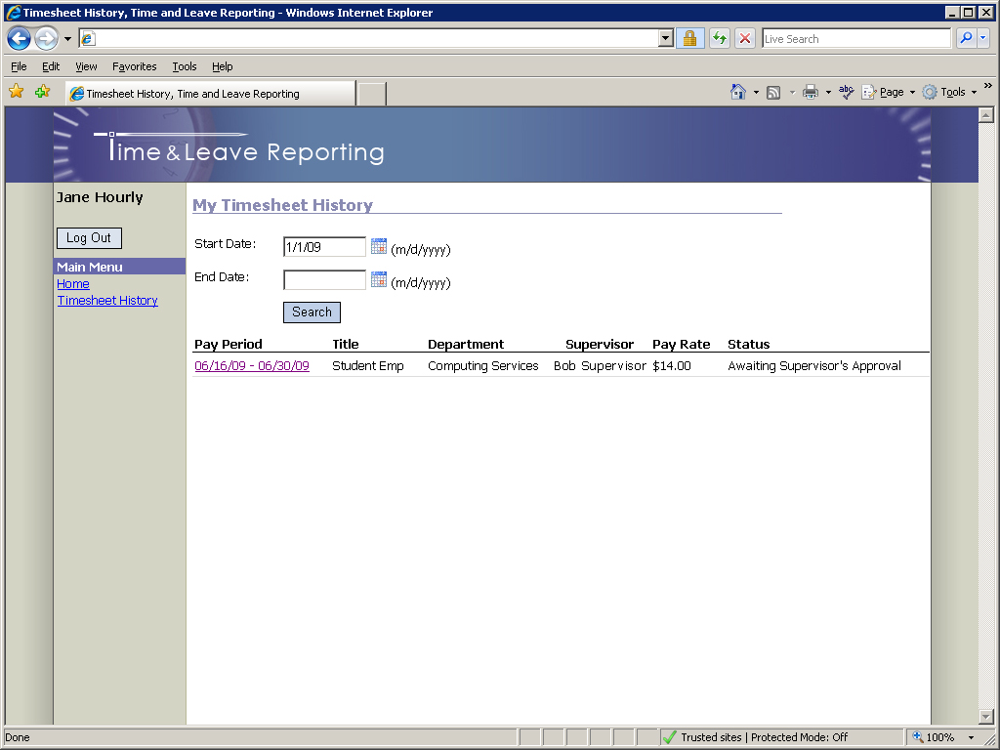 Timesheet History, Time and Leave Reporting - Windows Internet Explorer
Live Search
File Edit View Favorites Tools Help
Timesheet History, Time and Leave Reporting
Page Tools
Time & Leave Reporting
Jane Hourly
Log Out
Main Menu
Home
Timesheet History
My Timesheet History
Start Date: 1/1/09 (m/d/yyyy)
End Date: (m/d/yyyy)
Search
Pay Period Title Department Supervisor Pay Rate Status
06/16/09 - 06/30/09 Student Emp Computing Services Bob Supervisor $14.00 Awaiting Supervisor's Approval
Done Trusted sites | Protected Mode: Off 100%